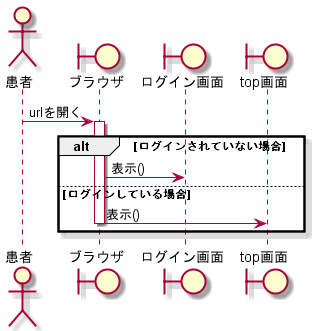 患者 ブラウザ ログイン画面 top画面
urlを開く
alt [ログインされていない場合]
表示()
[ログインしている場合]
表示()
患者 ブラウザ ログイン画面 top画面